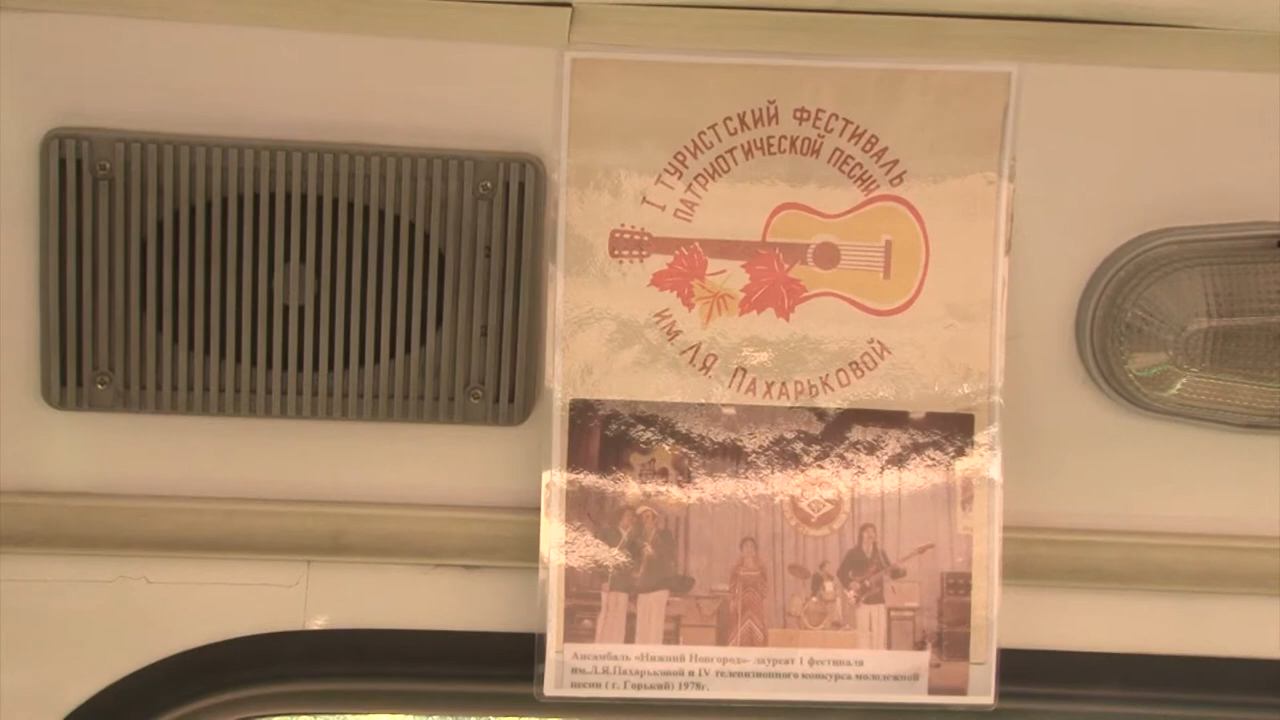 I ТУРИСТСКИЙ ФЕСТИВАЛЬ
ПАТРИОТИЧЕСКОЙ ПЕСНИ
ИМ. Л.Я. ПАХАРЬКОВОЙ
Ансамбаль «Нижний Новгород»- лауреат 1 фестиваля
им.Л.Я.Пахарьковой и IV телевизионного конкурса молодежной
песни ( г. Горький) 1978г.